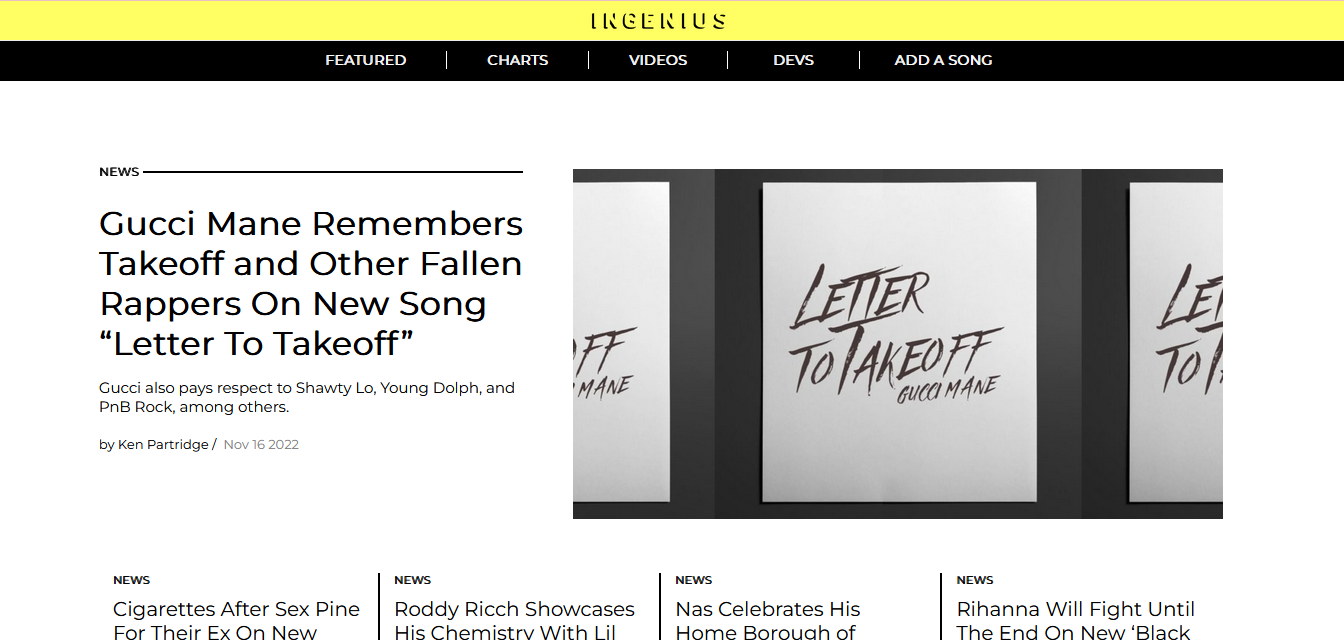 INGENIUS
FEATURED
CHARTS
VIDEOS
DEVS
ADD A SONG
NEWS
Gucci Mane Remembers
Takeoff and Other Fallen
Rappers On New Song
“Letter To Takeoff”
Gucci also pays respect to Shawty Lo, Young Dolph, and
PnB Rock, among others.
by Ken Partridge / Nov 16 2022
OFF
MANE
LETTER
TO TAKEOFF
GUCCI MANE
LET
TO T
NEWS
Cigarettes After Sex Pine
For Their Ex On New
NEWS
Roddy Ricch Showcases
His Chemistry With Lil
NEWS
Nas Celebrates His
Home Borough of
NEWS
Rihanna Will Fight Until
The End On New ‘Black